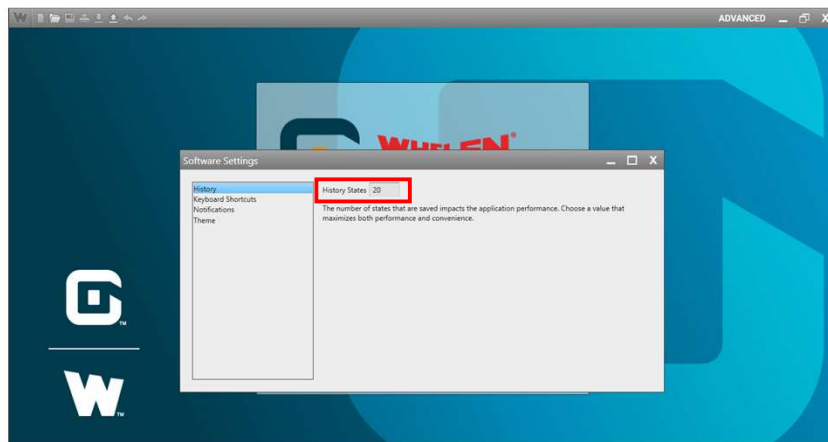 W
ADVANCED
WHELEN®
Software Settings
History
Keyboard Shortcuts
Notifications
Theme
History States 20
The number of states that are saved impacts the application performance. Choose a value that
maximizes both performance and convenience.
TM
W
TM